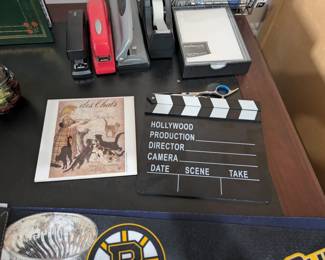 des Chats
HOLLYWOOD
PRODUCTION
DIRECTOR
CAMERA
DATE SCENE TAKE
B